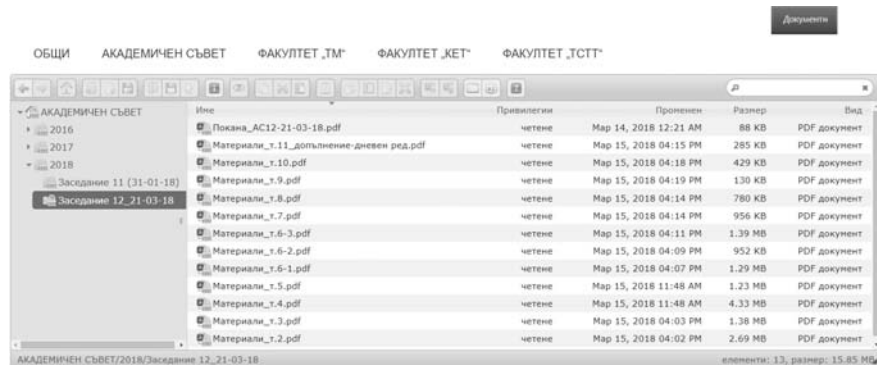 Документи
ОБЩИ АКАДЕМИЧЕН СЪВЕТ ФАКУЛТЕТ „ТМ“ ФАКУЛТЕТ „КЕТ“ ФАКУЛТЕТ „ТСТТ“
АКАДЕМИЧЕН СЪВЕТ
2016
2017
2018
Заседание 11 (31-01-18)
Заседание 12_21-03-18
Име Привилегии Променен Размер Вид
Покана_АС12-21-03-18.pdf четене Мар 14, 2018 12:21 AM 88 KB PDF документ
Материали_т.11_допълнение-дневен ред.pdf четене Мар 15, 2018 04:15 PM 285 KB PDF документ
Материали_т.10.pdf четене Мар 15, 2018 04:18 PM 429 KB PDF документ
Материали_т.9.pdf четене Мар 15, 2018 04:19 PM 130 KB PDF документ
Материали_т.8.pdf четене Мар 15, 2018 04:14 PM 780 KB PDF документ
Материали_т.7.pdf четене Мар 15, 2018 04:14 PM 956 KB PDF документ
Материали_т.6-3.pdf четене Мар 15, 2018 04:11 PM 1.39 MB PDF документ
Материали_т.6-2.pdf четене Мар 15, 2018 04:09 PM 952 KB PDF документ
Материали_т.6-1.pdf четене Мар 15, 2018 04:07 PM 1.29 MB PDF документ
Материали_т.5.pdf четене Мар 15, 2018 11:48 AM 1.23 MB PDF документ
Материали_т.4.pdf четене Мар 15, 2018 11:48 AM 4.33 MB PDF документ
Материали_т.3.pdf четене Мар 15, 2018 04:03 PM 1.38 MB PDF документ
Материали_т.2.pdf четене Мар 15, 2018 04:02 PM 2.69 MB PDF документ
АКАДЕМИЧЕН СЪВЕТ/2018/Заседание 12_21-03-18 елементи: 13, размер: 15.85 MB